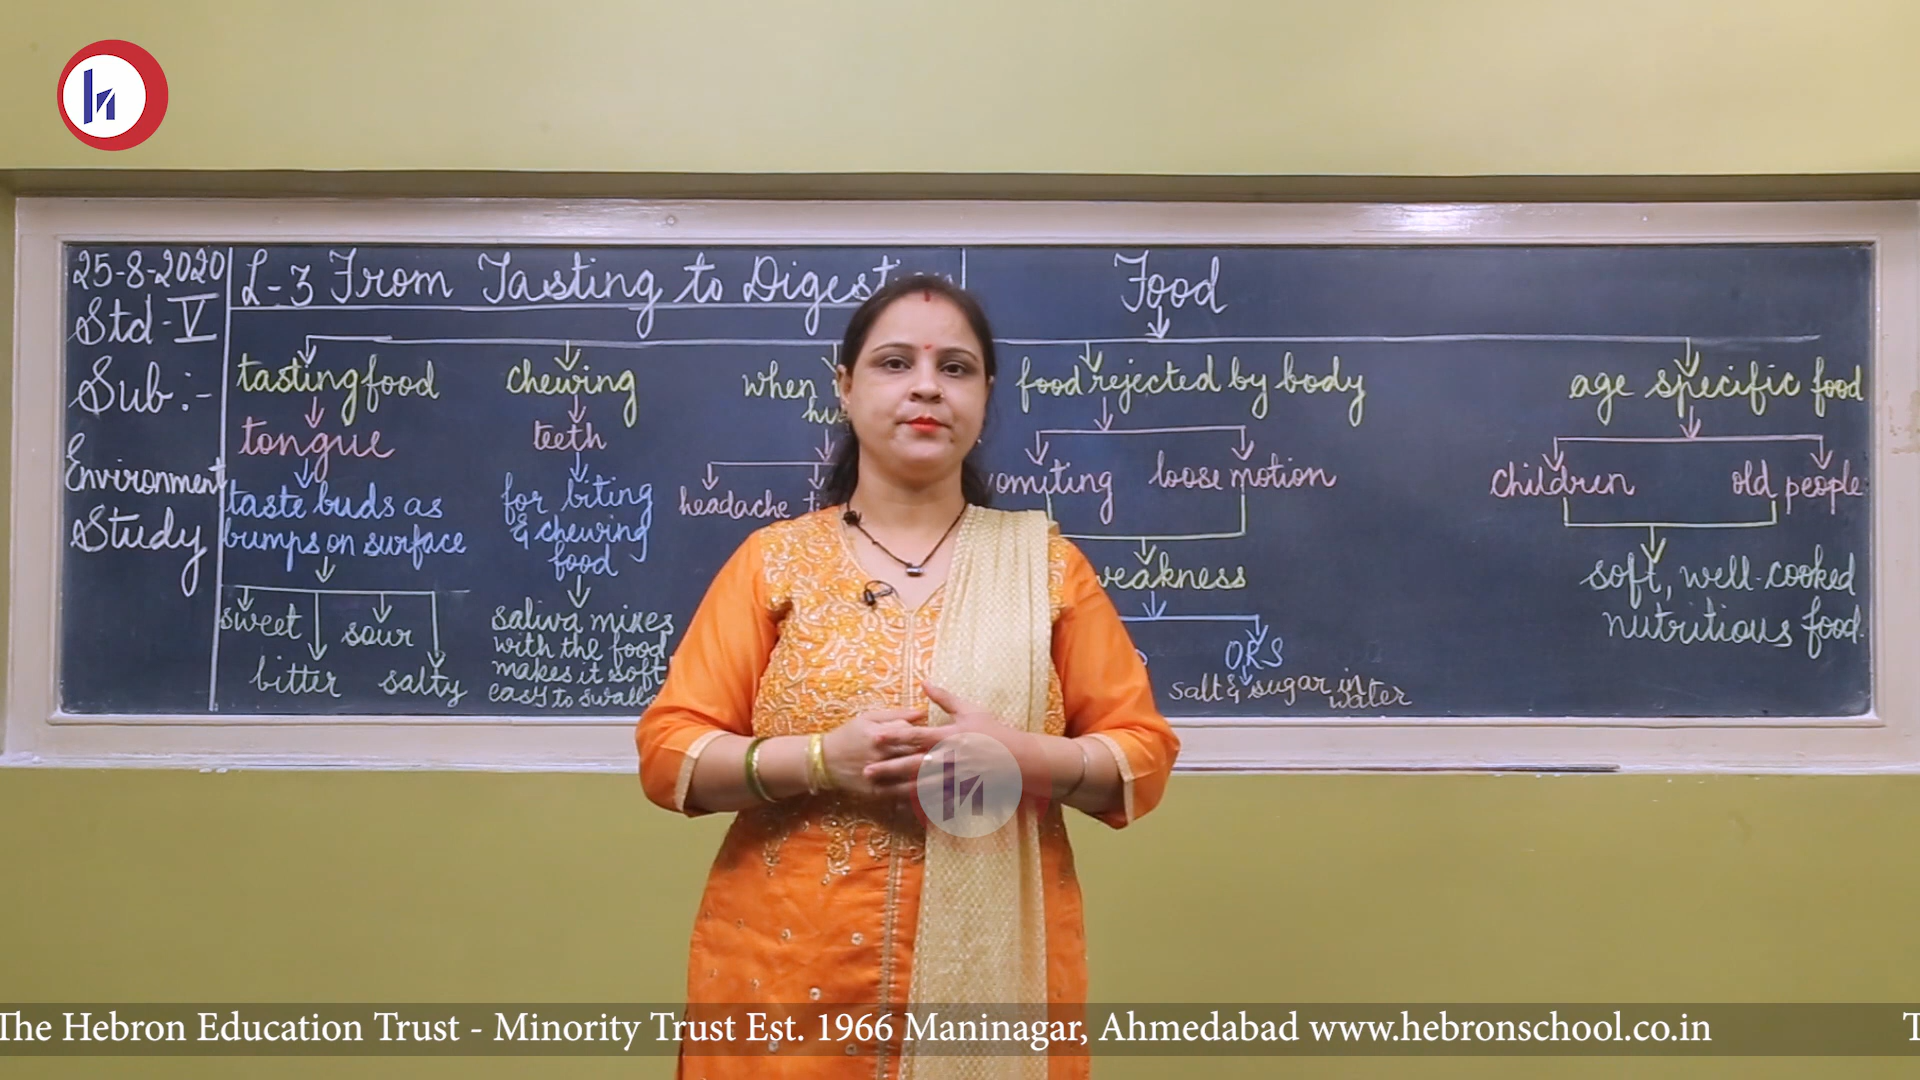 25-8-2020
Std-V
Sub:-
Environment
Study
L-3 From Tasting to
Food
tasting food
tongue
taste buds as
bumps on surface
sweet
sour
bitter
salty
chewing
teeth
for biting
& chewing
food
saliva mixes
with the food
makes it soft
easy to
when
headache
food rejected by body
loose motion
ORS
salt & sugar in
water
age specific food
children
old people
soft, well-cooked
nutritious food.
The Hebron Education Trust - Minority Trust Est. 1966 Maninagar, Ahmedabad www.hebronschool.co.in